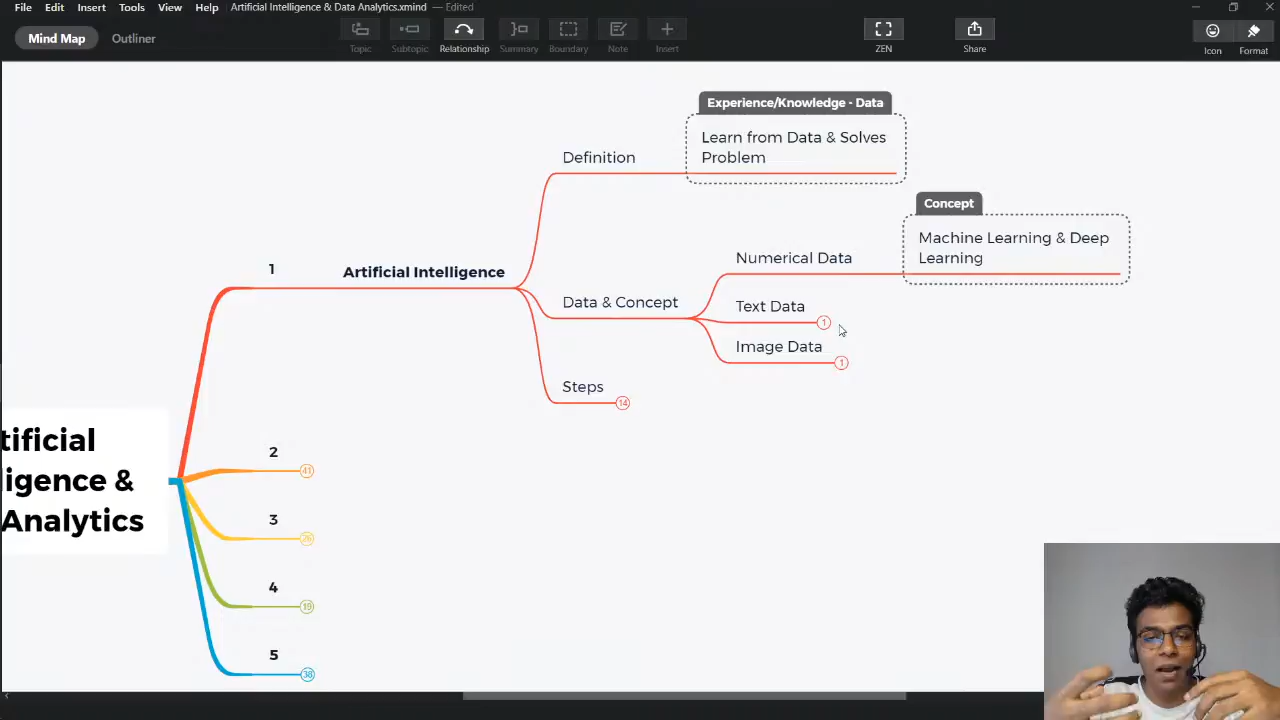 File Edit Insert Tools View Help Artificial Intelligence & Data Analytics.xmind — Edited
Mind Map Outliner
Topic Subtopic Relationship Summary Boundary Note Insert ZEN Share Icon Format
Experience/Knowledge - Data
Learn from Data & Solves
Problem
Definition
Concept
Machine Learning & Deep
Learning
Numerical Data
1
Artificial Intelligence
Data & Concept
Text Data 1
Image Data 1
Steps 14
tificial
ligence &
Analytics
2 41
3 26
4 19
5 38